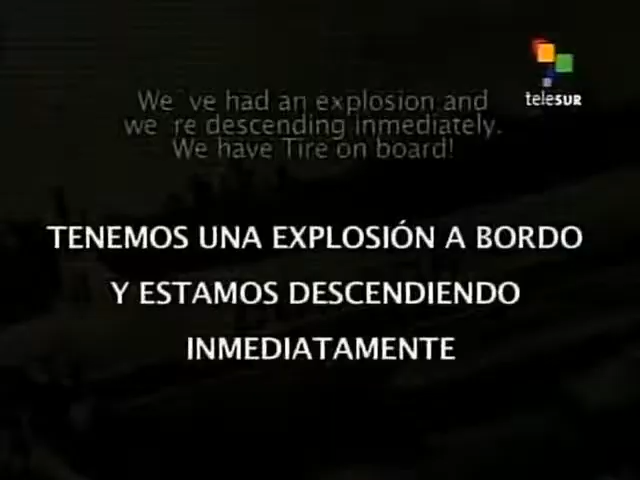 We´ve had an explosion and
we´re descending inmediately.
We have Tire on board!
teleSUR
TENEMOS UNA EXPLOSIÓN A BORDO
Y ESTAMOS DESCENDIENDO
INMEDIATAMENTE